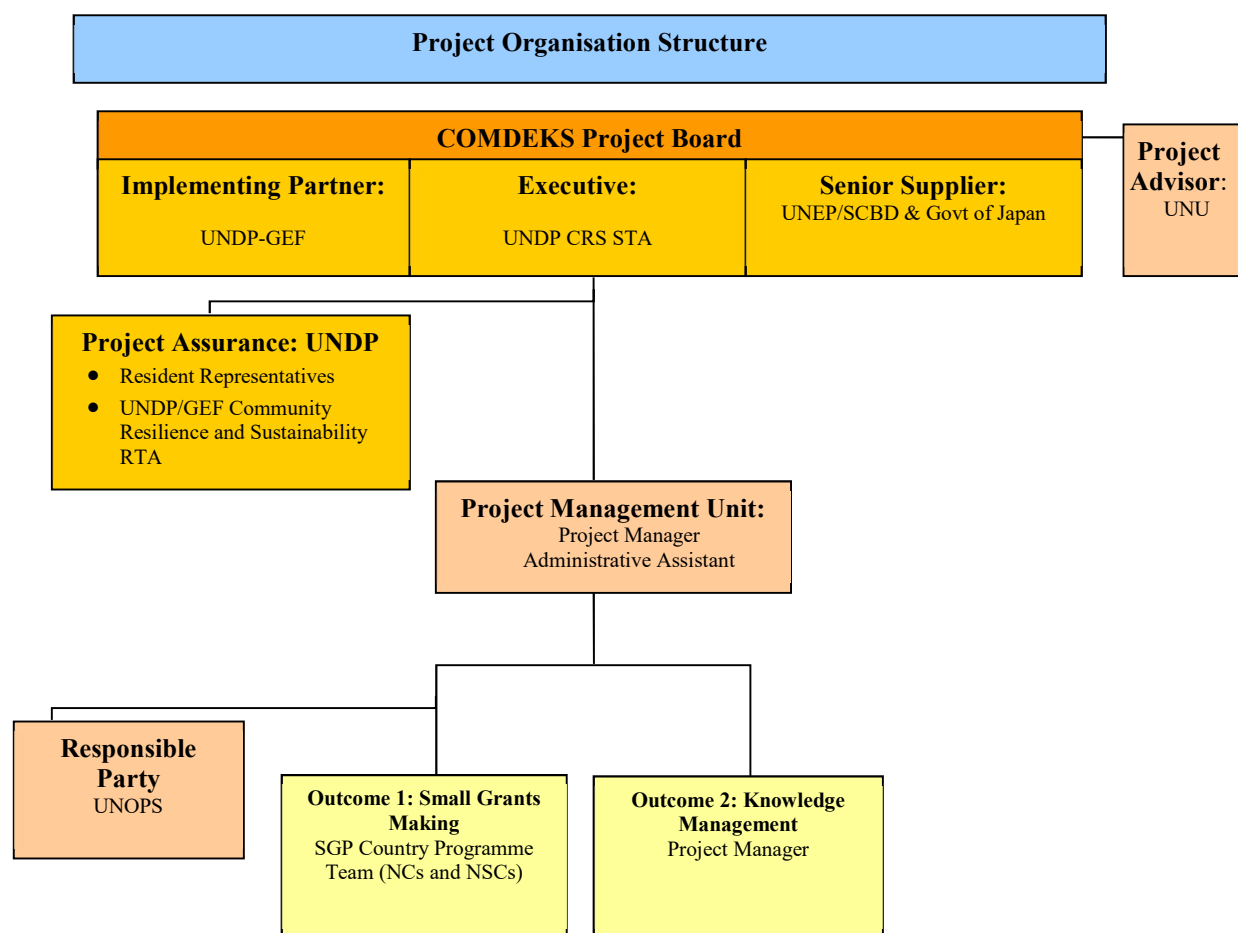 Project Organisation Structure
COMDEKS Project Board
Implementing Partner:
UNDP-GEF
Executive:
UNDP CRS STA
Senior Supplier:
UNEP/SCBD & Govt of Japan
Project
Advisor:
UNU
Project Assurance: UNDP
● Resident Representatives
● UNDP/GEF Community
Resilience and Sustainability
RTA
Project Management Unit:
Project Manager
Administrative Assistant
Responsible
Party
UNOPS
Outcome 1: Small Grants
Making
SGP Country Programme
Team (NCs and NSCs)
Outcome 2: Knowledge
Management
Project Manager